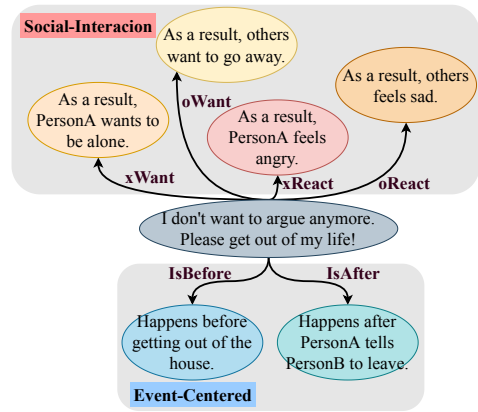 Social-Interacion
As a result, others
want to go away.
As a result, others
feels sad.
As a result,
PersonA wants to
be alone.
oWant
As a result,
PersonA feels
angry.
xWant
xReact
oReact
I don't want to argue anymore.
Please get out of my life!
IsBefore
IsAfter
Happens before
getting out of the
house.
Happens after
PersonA tells
PersonB to leave.
Event-Centered